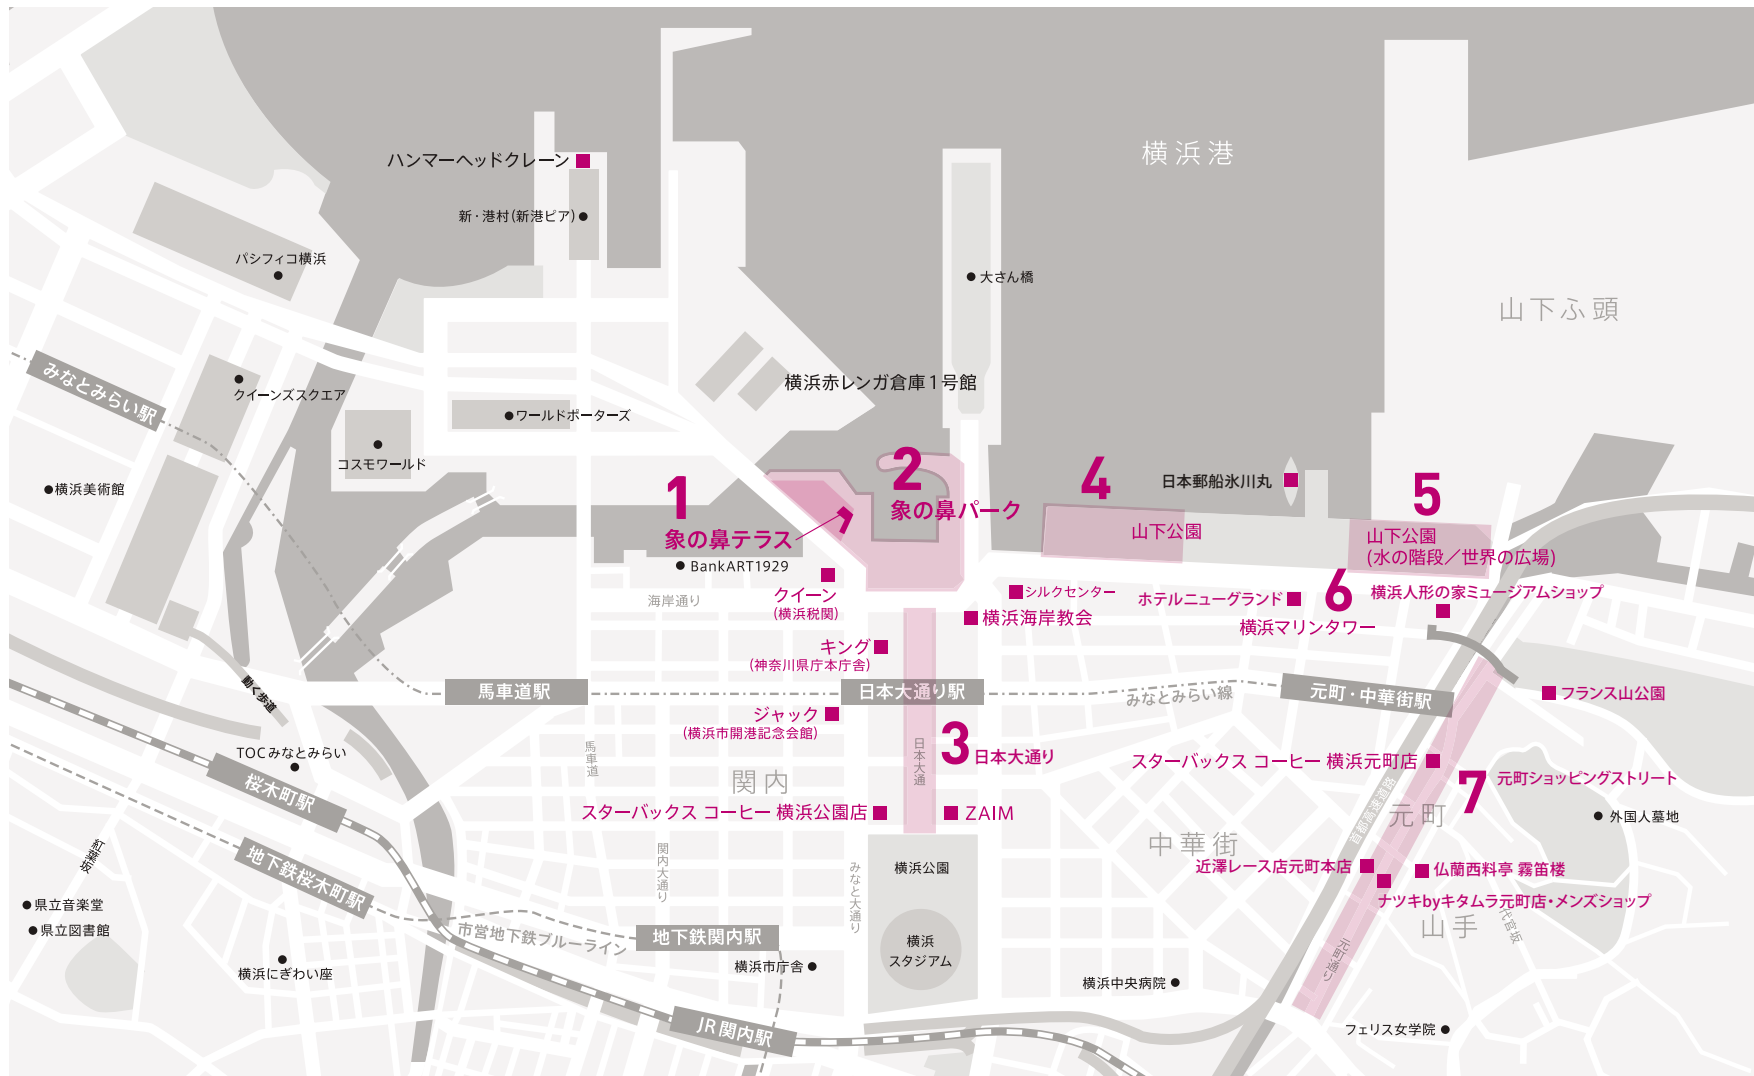 横浜港
ハンマーヘッドクレーン
新・港村(新港ピア)
パシフィコ横浜
大さん橋
山下ふ頭
みなとみらい駅
クイーンズスクエア
横浜赤レンガ倉庫1号館
ワールドポーターズ
コスモワールド
横浜美術館
1
象の鼻テラス
2
象の鼻パーク
4
山下公園
日本郵船氷川丸
5
山下公園
(水の階段／世界の広場)
BankART1929
海岸通り
クイーン
(横浜税関)
シルクセンター
横浜海岸教会
ホテルニューグランド
6
横浜マリンタワー
横浜人形の家ミュージアムショップ
キング
(神奈川県庁本庁舎)
動く歩道
馬車道駅
日本大通り駅
みなとみらい線
元町・中華街駅
フランス山公園
ジャック
(横浜市開港記念会館)
馬車道
日本大通
3
日本大通り
TOCみなとみらい
桜木町駅
関内
スターバックス コーヒー 横浜元町店
7
元町ショッピングストリート
スターバックス コーヒー 横浜公園店
ZAIM
首都高速道路
元町
外国人墓地
中華街
紅葉坂
地下鉄桜木町駅
関内大通り
みなと大通り
横浜公園
近澤レース店元町本店
仏蘭西料亭 霧笛楼
ナツキbyキタムラ元町店・メンズショップ
県立音楽堂
県立図書館
市営地下鉄ブルーライン
地下鉄関内駅
横浜
スタジアム
山手
代官坂
元町通り
横浜にぎわい座
横浜市庁舎
横浜中央病院
JR関内駅
フェリス女学院